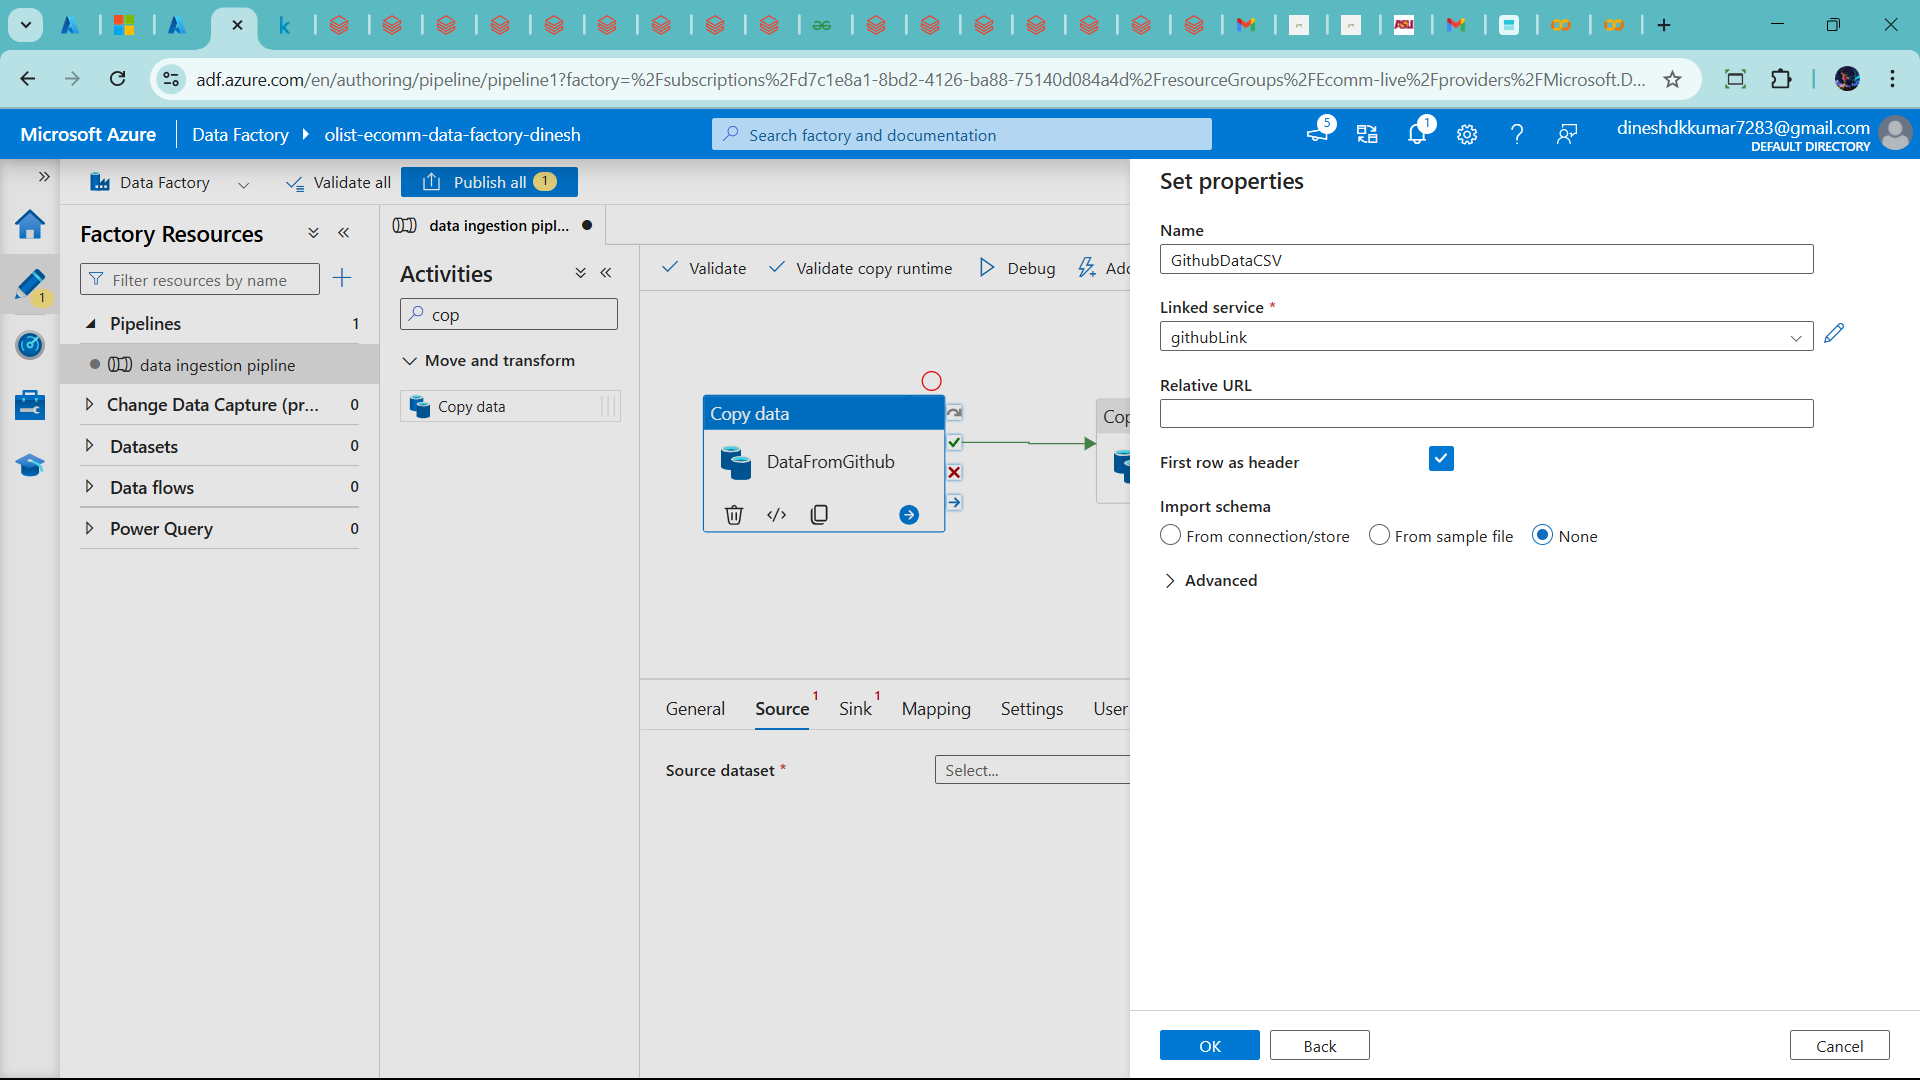 adf.azure.com/en/authoring/pipeline/pipeline1?factory=%2Fsubscriptions%2Fd7c1e8a1-8bd2-4126-ba88-75140d084a4d%2FresourceGroups%2FEcomm-live%2Fproviders%2FMicrosoft.D...
Microsoft Azure
Data Factory
olist-ecomm-data-factory-dinesh
Search factory and documentation
5
1
dineshdkkumar7283@gmail.com
DEFAULT DIRECTORY
Data Factory
Validate all
Publish all
1
Factory Resources
Filter resources by name
1
Pipelines
1
data ingestion pipline
Change Data Capture (pr...
0
Datasets
0
Data flows
0
Power Query
0
data ingestion pipl...
Activities
cop
Move and transform
Copy data
Validate
Validate copy runtime
Debug
Add
Copy data
DataFromGithub
Cop
General
Source
1
Sink
1
Mapping
Settings
User
Source dataset *
Select...
Set properties
Name
GithubDataCSV
Linked service *
githubLink
Relative URL
First row as header
Import schema
From connection/store
From sample file
None
Advanced
OK
Back
Cancel